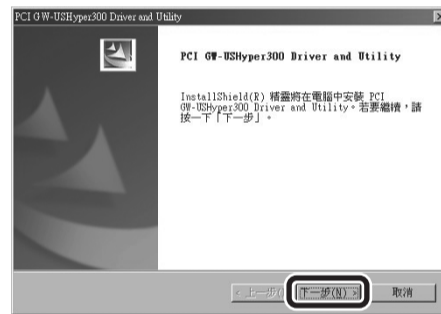 PCI GW-USHyper300 Driver and Utility
PCI GW-USHyper300 Driver and Utility
InstallShield(R) 精靈將在電腦中安裝 PCI
GW-USHyper300 Driver and Utility。若要繼續，請
按一下「下一步」。
< 上一步(
下一步(N) >
取消